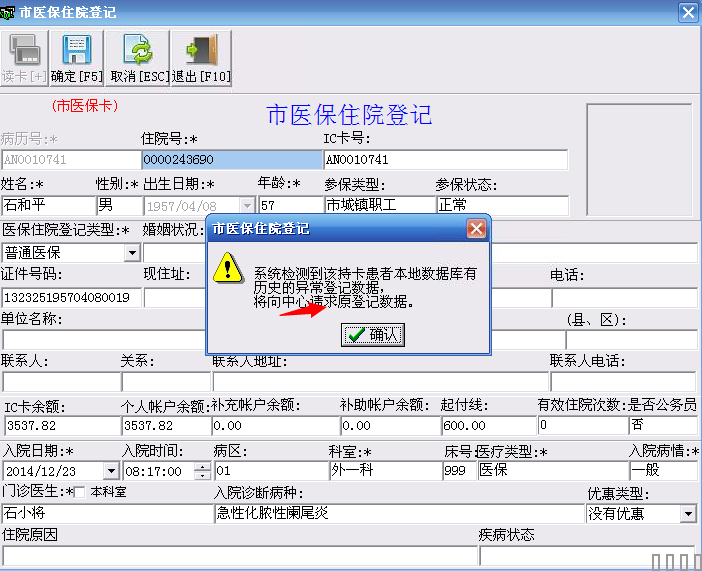 市医保住院登记
读卡[+] 确定[F5] 取消[ESC] 退出[F10]
(市医保卡)
市医保住院登记
病历号:* 住院号:* IC卡号:
AN0010741 0000243690 AN0010741
姓名:* 性别:* 出生日期:* 年龄:* 参保类型: 参保状态:
石和平 男 1957/04/08 57 市城镇职工 正常
医保住院登记类型:* 婚姻状况:
普通医保
市医保住院登记
系统检测到该持卡患者本地数据库有
历史的异常登记数据,
将向中心请求原登记数据。
确认
证件号码: 现住址: 电话:
132325195704080019
单位名称: (县、区):
联系人: 关系: 联系人地址: 联系人电话:
IC卡余额: 个人帐户余额: 补充帐户余额: 补助帐户余额: 起付线: 有效住院次数: 是否公务员
3537.82 3537.82 0.00 0.00 600.00 0 否
入院日期:* 入院时间: 病区: 科室:* 床号: 医疗类型:* 入院病情:*
2014/12/23 08:17:00 01 外一科 999 医保 一般
门诊医生:* 本科室 入院诊断病种: 优惠类型:
石小将 急性化脓性阑尾炎 没有优惠
住院原因 疾病状态